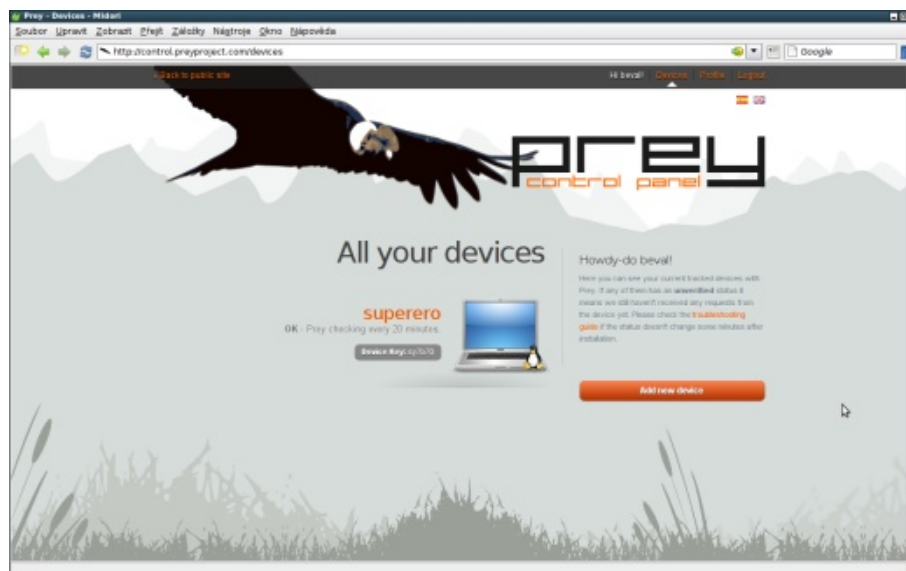 Prey - Devices - Midori
Soubor Upravit Zobrazit Přejít Záložky Nástroje Okno Nápověda
http://control.preyproject.com/devices
Google
‹ Back to public site
Hi beval! Devices Profile Logout
prey
control panel
All your devices
superero
OK - Prey checking every 20 minutes.
Device Key:
Howdy-do beval!
Here you can see your current tracked devices with
Prey. If any of them has an unverified status it
means we still haven't received any requests from
the device yet. Please check the troubleshooting
guide if the status doesn't change some minutes after
installation.
Add new device